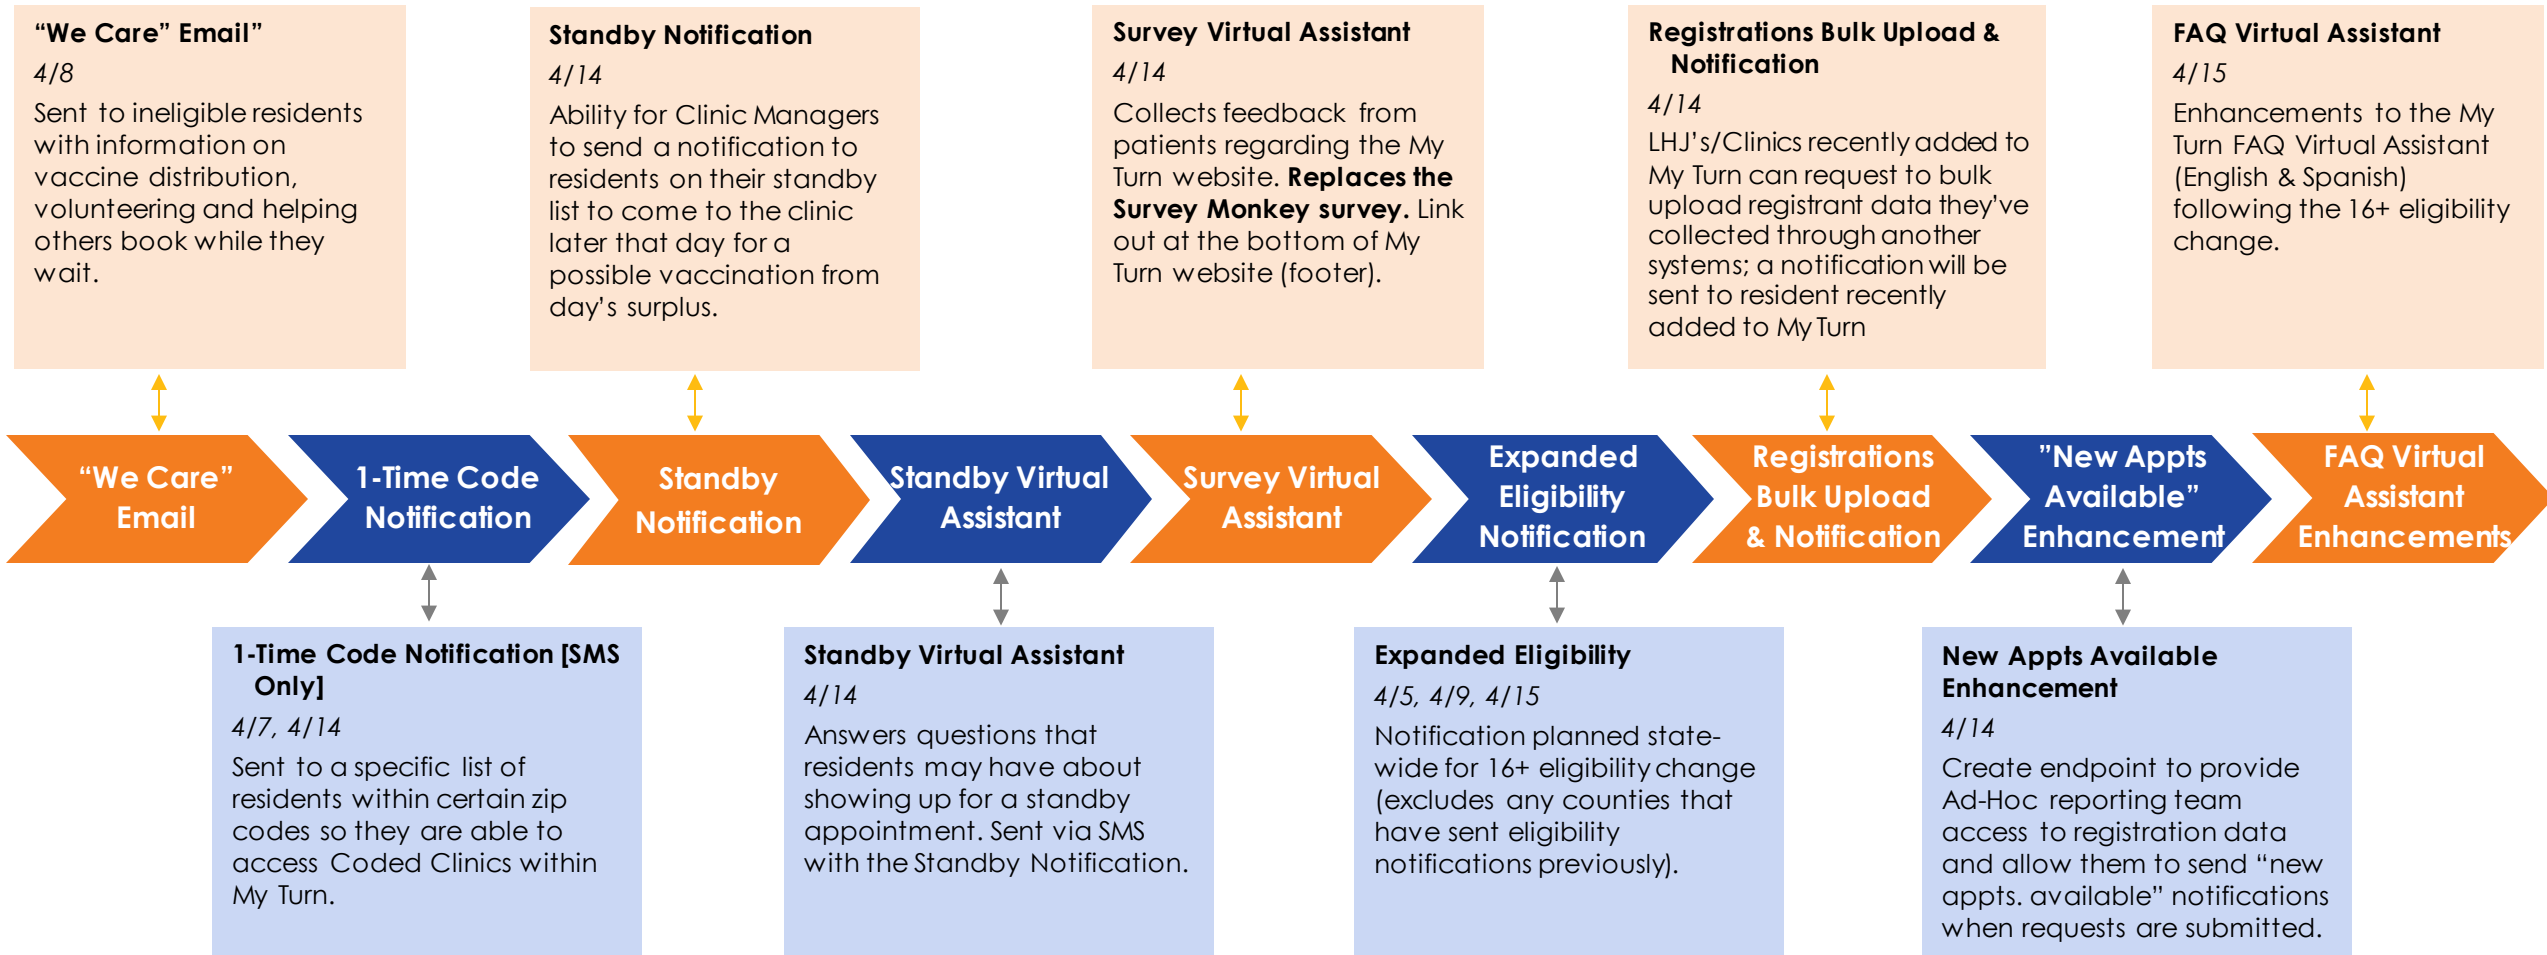 “We Care” Email”
4/8
Sent to ineligible residents
with information on
vaccine distribution,
volunteering and helping
others book while they
wait.
Standby Notification
4/14
Ability for Clinic Managers
to send a notification to
residents on their standby
list to come to the clinic
later that day for a
possible vaccination from
day’s surplus.
Survey Virtual Assistant
4/14
Collects feedback from
patients regarding the My
Turn website. Replaces the
Survey Monkey survey. Link
out at the bottom of My
Turn website (footer).
Registrations Bulk Upload &
Notification
4/14
LHJ’s/Clinics recently added to
My Turn can request to bulk
upload registrant data they’ve
collected through another
systems; a notification will be
sent to resident recently
added to My Turn
FAQ Virtual Assistant
4/15
Enhancements to the My
Turn FAQ Virtual Assistant
(English & Spanish)
following the 16+ eligibility
change.
“We Care”
Email
1-Time Code
Notification
Standby
Notification
Standby Virtual
Assistant
Survey Virtual
Assistant
Expanded
Eligibility
Notification
Registrations
Bulk Upload
& Notification
”New Appts
Available”
Enhancement
FAQ Virtual
Assistant
Enhancements
1-Time Code Notification [SMS
Only]
4/7, 4/14
Sent to a specific list of
residents within certain zip
codes so they are able to
access Coded Clinics within
My Turn.
Standby Virtual Assistant
4/14
Answers questions that
residents may have about
showing up for a standby
appointment. Sent via SMS
with the Standby Notification.
Expanded Eligibility
4/5, 4/9, 4/15
Notification planned state-
wide for 16+ eligibility change
(excludes any counties that
have sent eligibility
notifications previously).
New Appts Available
Enhancement
4/14
Create endpoint to provide
Ad-Hoc reporting team
access to registration data
and allow them to send “new
appts. available” notifications
when requests are submitted.